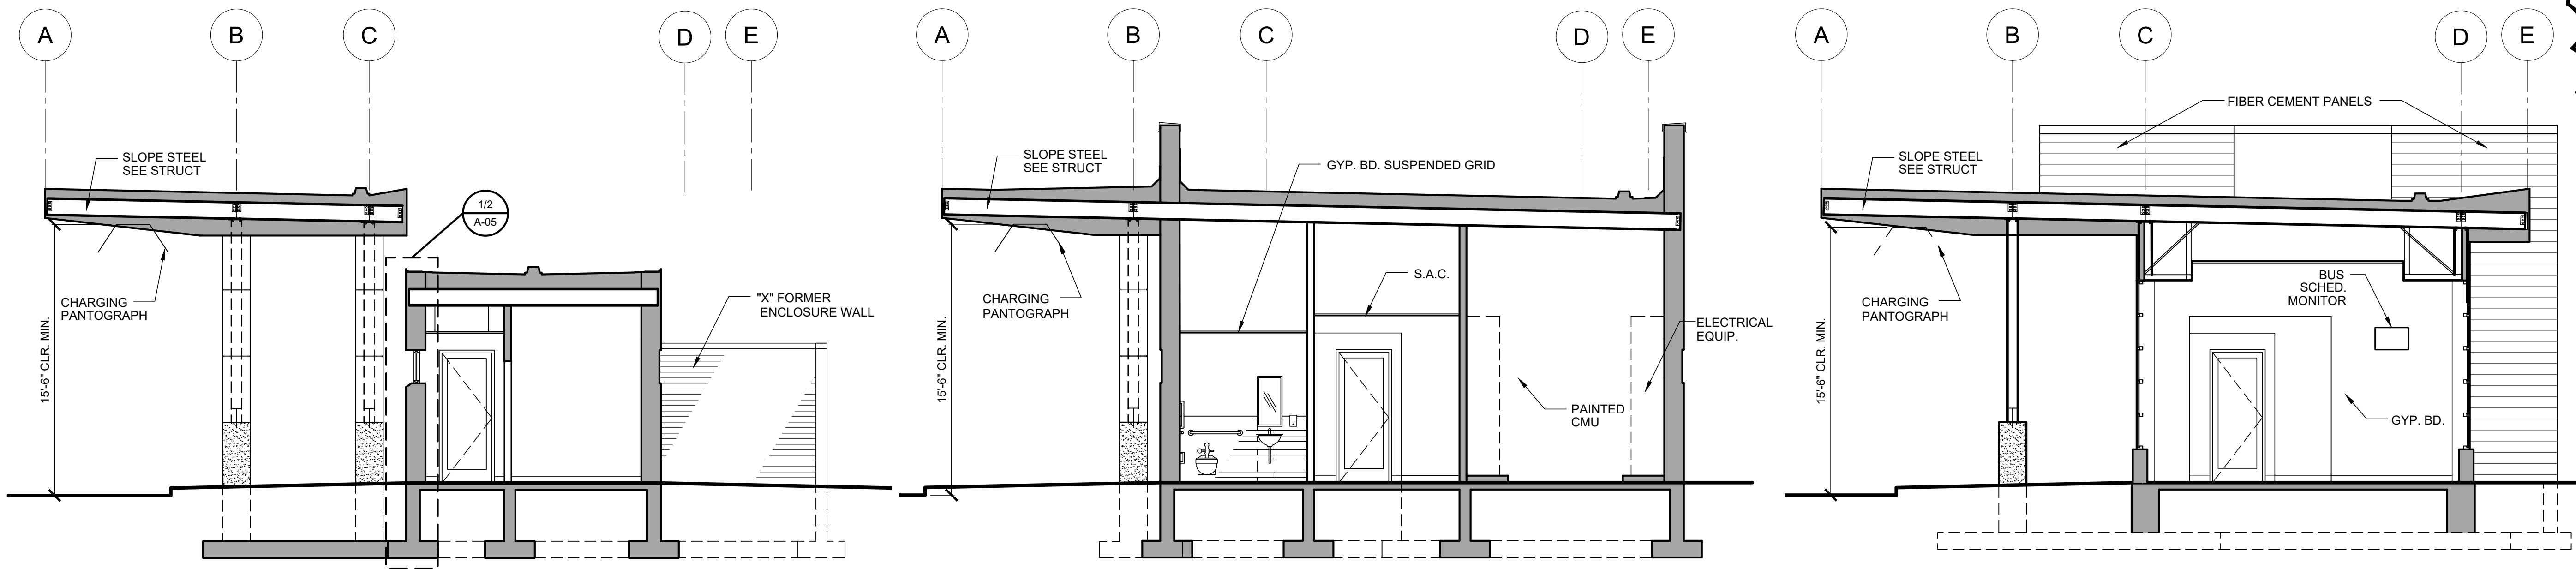 A
B
C
D
E
SLOPE STEEL
SEE STRUCT
1/2
A-05
CHARGING
PANTOGRAPH
15'-6" CLR. MIN.
"X" FORMER
ENCLOSURE WALL
A
B
C
D
E
SLOPE STEEL
SEE STRUCT
GYP. BD. SUSPENDED GRID
S.A.C.
CHARGING
PANTOGRAPH
15'-6" CLR. MIN.
ELECTRICAL
EQUIP.
PAINTED
CMU
A
B
C
D
E
FIBER CEMENT PANELS
SLOPE STEEL
SEE STRUCT
CHARGING
PANTOGRAPH
15'-6" CLR. MIN.
BUS
SCHED.
MONITOR
GYP. BD.